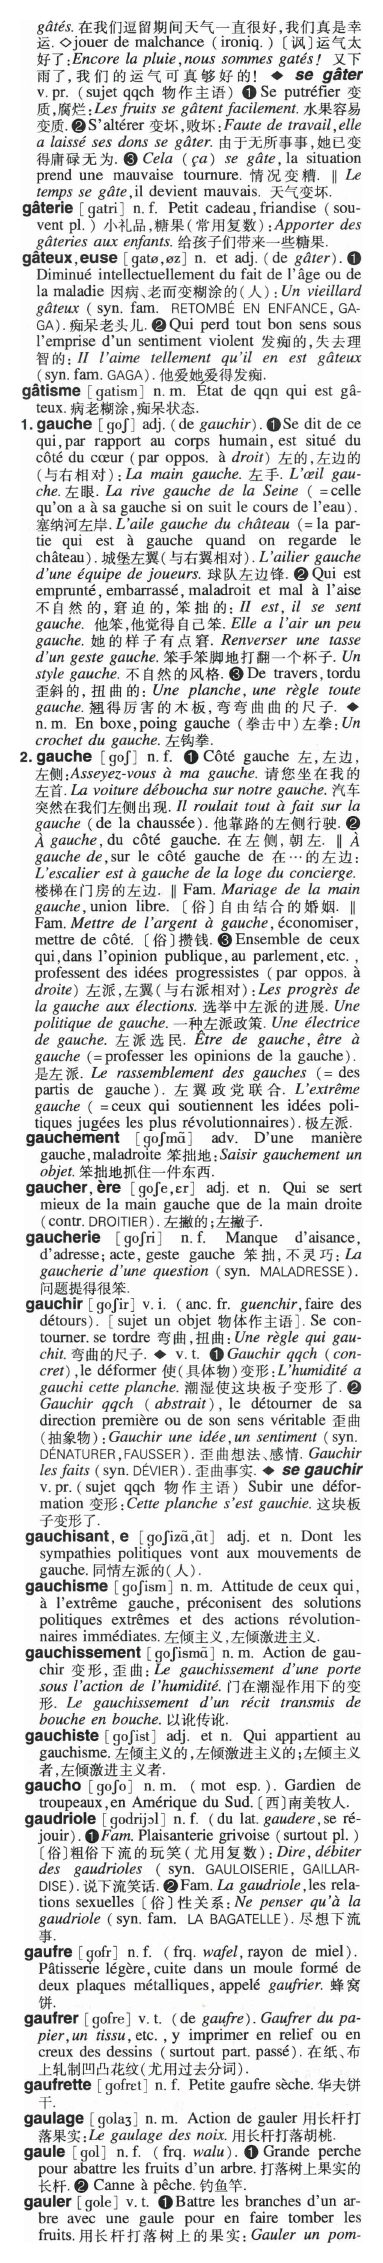 gâtés. 在我们逗留期间天气一直很好,我们真是幸
运. ◇jouer de malchance (ironiq.) [讽]运气太
好了:Encore la pluie,nous sommes gatés! 又下
雨了,我们的运气可真够好的! ◆ se gâter
v. pr. (sujet qqch 物作主语) ❶ Se putréfier 变
质,腐烂:Les fruits se gâtent facilement. 水果容易
变质. ❷S'altérer 变坏,败坏:Faute de travail,elle
a laissé ses dons se gâter. 由于无所事事,她已变
得庸碌无为. ❸ Cela (ça) se gâte,la situation
prend une mauvaise tournure. 情况变糟. ‖ Le
temps se gâte,il devient mauvais. 天气变坏.
gâterie [gatri] n. f. Petit cadeau,friandise (sou-
vent pl.) 小礼品,糖果(常用复数):Apporter des
gâteries aux enfants. 给孩子们带来一些糖果.
gâteux,euse [gatø,øz] n. et adj. (de gâter). ❶
Diminué intellectuellement du fait de l'âge ou de
la maladie 因病、老而变糊涂的(人):Un vieillard
gâteux (syn. fam. RETOMBÉ EN ENFANCE, GA-
GA). 痴呆老头儿. ❷Qui perd tout bon sens sous
l'emprise d'un sentiment violent 发痴的,失去理
智的: Il l'aime tellement qu'il en est gâteux
(syn. fam. GAGA). 他爱她爱得发痴.
gâtisme [gatism] n. m. État de qqn qui est gâ-
teux. 病老糊涂,痴呆状态.
1. gauche [goʃ] adj. (de gauchir). ❶Se dit de ce
qui,par rapport au corps humain,est situé du
côté du cœur (par oppos. à droit) 左的,左边的
(与右相对):La main gauche. 左手. L'œil gau-
che. 左眼. La rive gauche de la Seine (=celle
qu'on a à sa gauche si on suit le cours de l'eau).
塞纳河左岸. L'aile gauche du château (=la par-
tie qui est à gauche quand on regarde le
château). 城堡左翼(与右翼相对). L'ailier gauche
d'une équipe de joueurs. 球队左边锋. ❷ Qui est
emprunté, embarrassé, maladroit et mal à l'aise
不自然的,窘迫的,笨拙的: Il est, il se sent
gauche. 他笨,他觉得自己笨. Elle a l'air un peu
gauche. 她的样子有点窘. Renverser une tasse
d'un geste gauche. 笨手笨脚地打翻一个杯子. Un
style gauche. 不自然的风格. ❸De travers,tordu
歪斜的,扭曲的: Une planche, une règle toute
gauche. 翘得厉害的木板,弯弯曲曲的尺子. ◆
n. m. En boxe,poing gauche (拳击中)左拳:Un
crochet du gauche. 左钩拳.
2. gauche [goʃ] n. f. ❶ Côté gauche 左,左边,
左侧:Asseyez-vous à ma gauche. 请您坐在我的
左首. La voiture déboucha sur notre gauche. 汽车
突然在我们左侧出现. Il roulait tout à fait sur la
gauche (de la chaussée). 他靠路的左侧行驶. ❷
À gauche,du côté gauche. 在左侧,朝左. ‖ À
gauche de,sur le côté gauche de 在…的左边:
L'escalier est à gauche de la loge du concierge.
楼梯在门房的左边. ‖ Fam. Mariage de la main
gauche,union libre. [俗]自由结合的婚姻. ‖
Fam. Mettre de l'argent à gauche,économiser,
mettre de côté. [俗]攒钱. ❸Ensemble de ceux
qui,dans l'opinion publique,au parlement,etc.,
professent des idées progressistes (par oppos. à
droite) 左派,左翼(与右派相对):Les progrès de
la gauche aux élections. 选举中左派的进展. Une
politique de gauche. 一种左派政策. Une électrice
de gauche. 左派选民. Être de gauche,être à
gauche (=professer les opinions de la gauche).
是左派. Le rassemblement des gauches (=des
partis de gauche). 左翼政党联合. L'extrême
gauche (=ceux qui soutiennent les idées poli-
tiques jugées les plus révolutionnaires). 极左派.
gauchement [goʃmɑ̃] adv. D'une manière
gauche,maladroite 笨拙地:Saisir gauchement un
objet. 笨拙地抓住一件东西.
gaucher,ère [goʃe,ɛr] adj. et n. Qui se sert
mieux de la main gauche que de la main droite
(contr. DROITIER). 左撇的;左撇子.
gaucherie [goʃri] n. f. Manque d'aisance,
d'adresse; acte,geste gauche 笨拙,不灵巧: La
gaucherie d'une question (syn. MALADRESSE).
问题提得很笨.
gauchir [goʃir] v. i. (anc. fr. guenchir,faire des
détours). [sujet un objet 物体作主语]. Se con-
tourner. se tordre 弯曲,扭曲:Une règle qui gau-
chit. 弯曲的尺子. ◆ v. t. ❶Gauchir qqch (con-
cret),le déformer 使(具体物)变形:L'humidité a
gauchi cette planche. 潮湿使这块板子变形了. ❷
Gauchir qqch (abstrait), le détourner de sa
direction première ou de son sens véritable 歪曲
(抽象物):Gauchir une idée,un sentiment (syn.
DÉNATURER,FAUSSER). 歪曲想法、感情. Gauchir
les faits (syn. DÉVIER). 歪曲事实. ◆ se gauchir
v. pr. (sujet qqch 物作主语) Subir une défor-
mation 变形:Cette planche s'est gauchie. 这块板
子变形了.
gauchisant, e [goʃizɑ̃,ɑ̃t] adj. et n. Dont les
sympathies politiques vont aux mouvements de
gauche. 同情左派的(人).
gauchisme [goʃism] n. m. Attitude de ceux qui,
à l'extrême gauche, préconisent des solutions
politiques extrêmes et des actions révolution-
naires immédiates. 左倾主义,左倾激进主义.
gauchissement [goʃismɑ̃] n. m. Action de gau-
chir 变形,歪曲: Le gauchissement d'une porte
sous l'action de l'humidité. 门在潮湿作用下的变
形. Le gauchissement d'un récit transmis de
bouche en bouche. 以讹传讹.
gauchiste [goʃist] adj. et n. Qui appartient au
gauchisme. 左倾主义的,左倾激进主义的;左倾主义
者,左倾激进主义者.
gaucho [goʃo] n. m. (mot esp.). Gardien de
troupeaux,en Amérique du Sud. [西]南美牧人.
gaudriole [godrijɔl] n. f. (du lat. gaudere,se ré-
jouir). ❶Fam. Plaisanterie grivoise (surtout pl.)
[俗]粗俗下流的玩笑(尤用复数):Dire,débiter
des gaudrioles (syn. GAULOISERIE, GAILLAR-
DISE). 说下流笑话. ❷Fam. La gaudriole,les rela-
tions sexuelles [俗]性关系:Ne penser qu'à la
gaudriole (syn. fam. LA BAGATELLE). 尽想下流
事.
gaufre [gofr] n. f. (frq. wafel,rayon de miel).
Pâtisserie légère,cuite dans un moule formé de
deux plaques métalliques, appelé gaufrier. 蜂窝
饼.
gaufrer [gofre] v. t. (de gaufre). Gaufrer du pa-
pier,un tissu,etc.,y imprimer en relief ou en
creux des dessins (surtout part. passé). 在纸、布
上轧制凹凸花纹(尤用过去分词).
gaufrette [gofrɛt] n. f. Petite gaufre sèche. 华夫饼
干.
gaulage [golaʒ] n. m. Action de gauler 用长杆打
落果实:Le gaulage des noix. 用长杆打落胡桃.
gaule [gol] n. f. (frq. walu). ❶ Grande perche
pour abattre les fruits d'un arbre. 打落树上果实的
长杆. ❷ Canne à pêche. 钓鱼竿.
gauler [gole] v. t. ❶Battre les branches d'un ar-
bre avec une gaule pour en faire tomber les
fruits. 用长杆打落树上的果实: Gauler un pom-